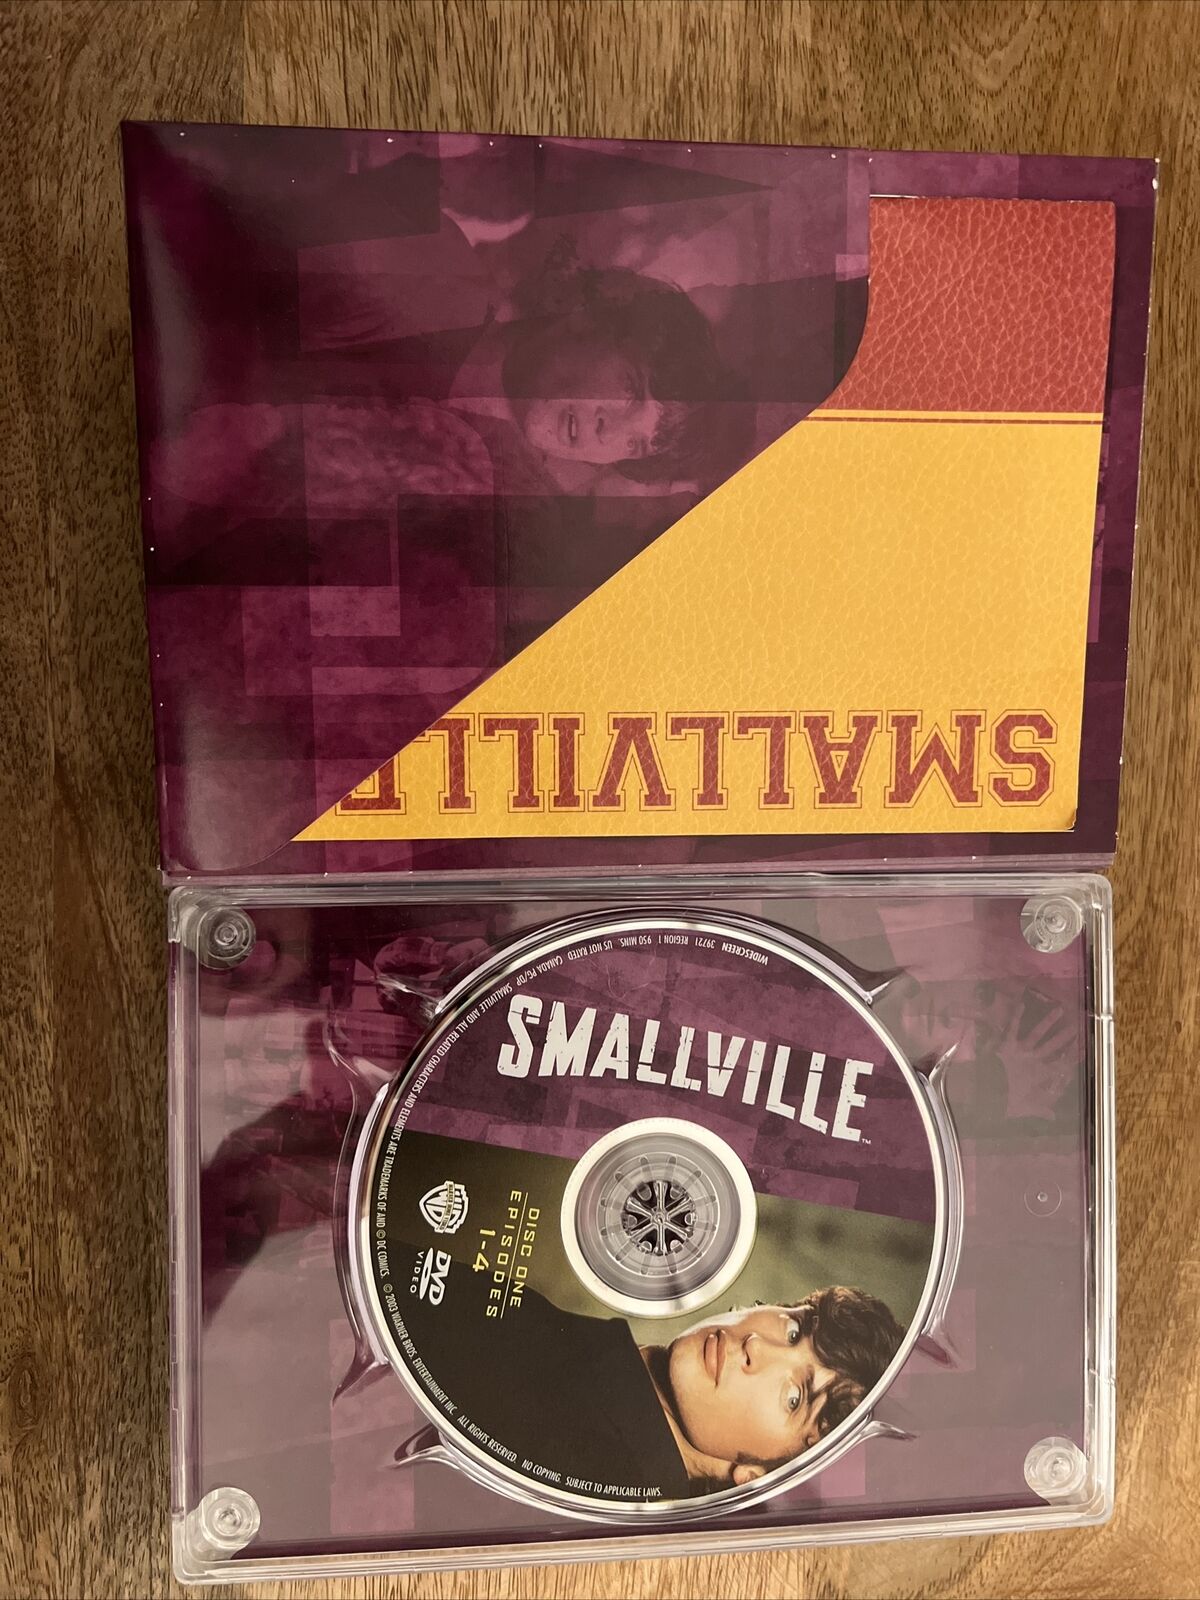 SMALLVILLE
WIDESCREEN 39721 REGION 1 950 MINS. US NOT RATED CANADA PG/DP SMALLVILLE AND ALL RELATED CHARACTERS AND ELEMENTS ARE TRADEMARKS OF AND © DC COMICS. © 2003 WARNER BROS. ENTERTAINMENT INC. ALL RIGHTS RESERVED. NO COPYING. SUBJECT TO APPLICABLE LAWS.
SMALLVILLE™
DISC ONE
EPISODES
1-4
WB
DVD
VIDEO